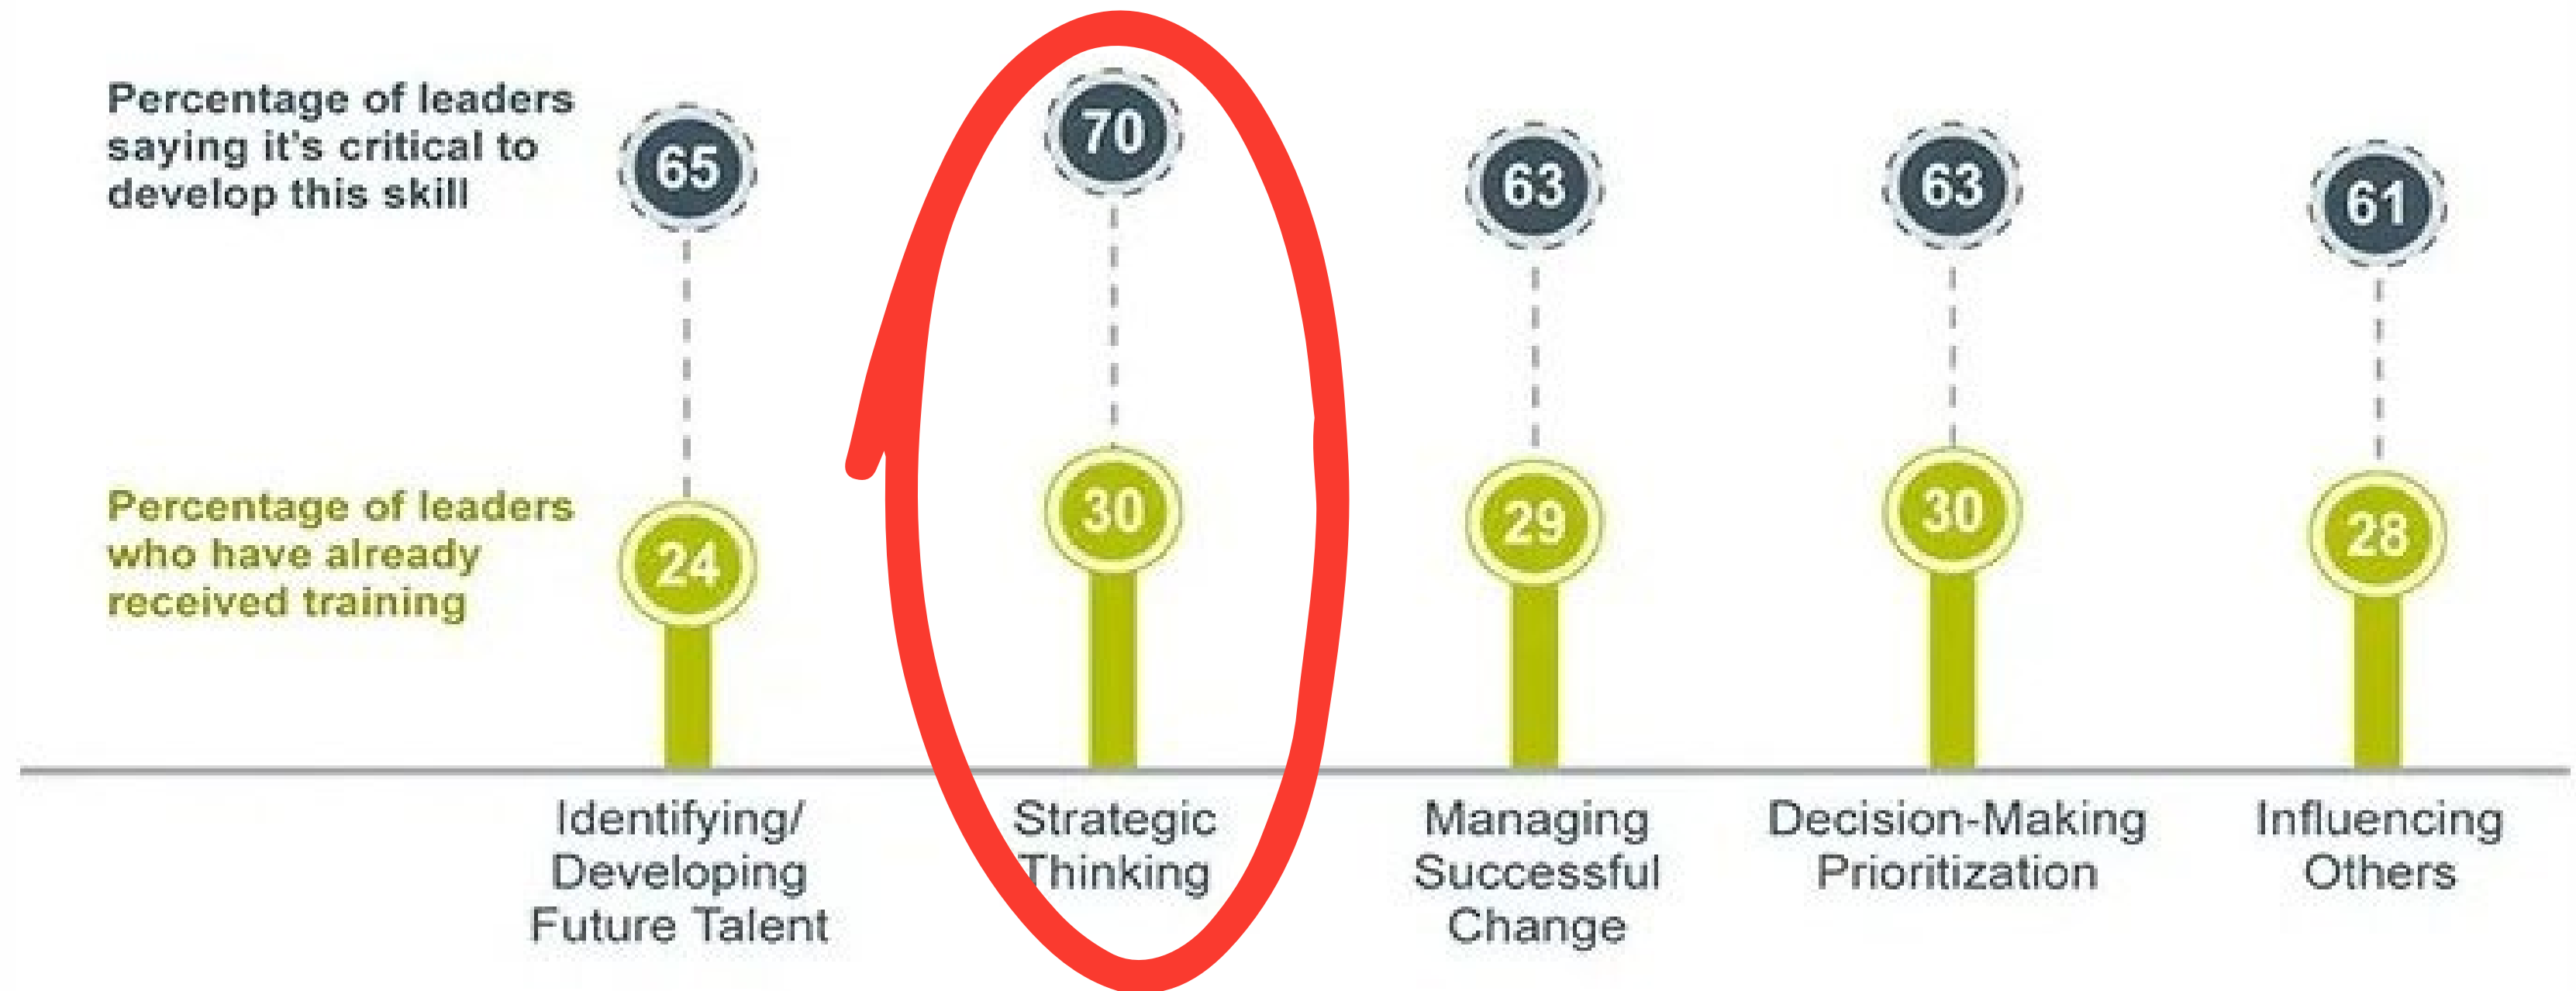 Percentage of leaders
saying it's critical to
develop this skill
65
70
63
63
61
Percentage of leaders
who have already
received training
24
30
29
30
28
Identifying/
Developing
Future Talent
Strategic
Thinking
Managing
Successful
Change
Decision-Making
Prioritization
Influencing
Others